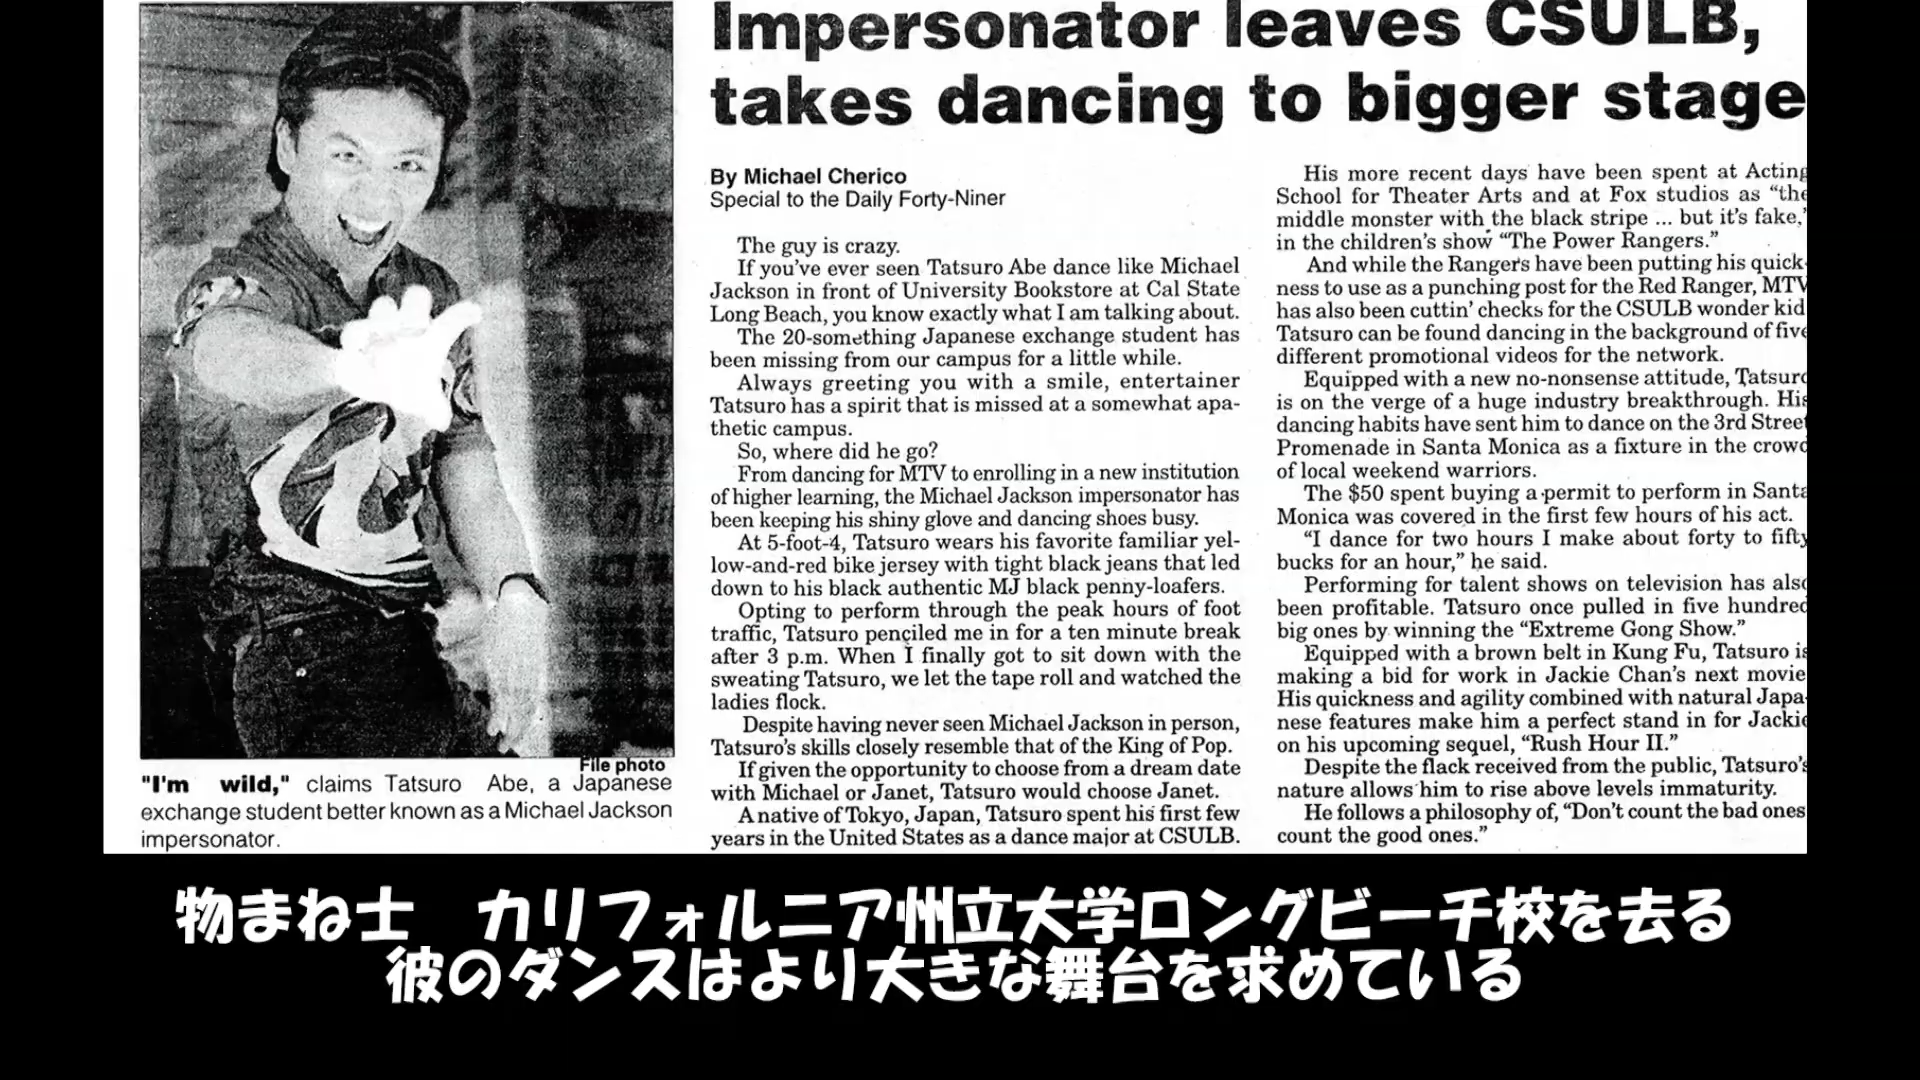 Impersonator leaves CSULB,
takes dancing to bigger stage
By Michael Cherico
Special to the Daily Forty-Niner
The guy is crazy.
If you've ever seen Tatsuro Abe dance like Michael
Jackson in front of University Bookstore at Cal State
Long Beach, you know exactly what I am talking about.
The 20-something Japanese exchange student has
been missing from our campus for a little while.
Always greeting you with a smile, entertainer
Tatsuro has a spirit that is missed at a somewhat apa-
thetic campus.
So, where did he go?
From dancing for MTV to enrolling in a new institution
of higher learning, the Michael Jackson impersonator has
been keeping his shiny glove and dancing shoes busy.
At 5-foot-4, Tatsuro wears his favorite familiar yel-
low-and-red bike jersey with tight black jeans that led
down to his black authentic MJ black penny-loafers.
Opting to perform through the peak hours of foot
traffic, Tatsuro penciled me in for a ten minute break
after 3 p.m. When I finally got to sit down with the
sweating Tatsuro, we let the tape roll and watched the
ladies flock.
Despite having never seen Michael Jackson in person,
Tatsuro's skills closely resemble that of the King of Pop.
If given the opportunity to choose from a dream date
with Michael or Janet, Tatsuro would choose Janet.
A native of Tokyo, Japan, Tatsuro spent his first few
years in the United States as a dance major at CSULB.
His more recent days have been spent at Acting
School for Theater Arts and at Fox studios as “the
middle monster with the black stripe ... but it's fake,”
in the children's show “The Power Rangers.”
And while the Rangers have been putting his quick-
ness to use as a punching post for the Red Ranger, MTV
has also been cuttin' checks for the CSULB wonder kid
Tatsuro can be found dancing in the background of five
different promotional videos for the network.
Equipped with a new no-nonsense attitude, Tatsuro
is on the verge of a huge industry breakthrough. His
dancing habits have sent him to dance on the 3rd Street
Promenade in Santa Monica as a fixture in the crowd
of local weekend warriors.
The $50 spent buying a permit to perform in Santa
Monica was covered in the first few hours of his act.
“I dance for two hours I make about forty to fifty
bucks for an hour,” he said.
Performing for talent shows on television has also
been profitable. Tatsuro once pulled in five hundred
big ones by winning the “Extreme Gong Show.”
Equipped with a brown belt in Kung Fu, Tatsuro is
making a bid for work in Jackie Chan's next movie
His quickness and agility combined with natural Japa-
nese features make him a perfect stand in for Jackie
on his upcoming sequel, “Rush Hour II.”
Despite the flack received from the public, Tatsuro's
nature allows him to rise above levels immaturity.
He follows a philosophy of, “Don't count the bad ones
count the good ones.”
File photo
"I'm wild," claims Tatsuro Abe, a Japanese
exchange student better known as a Michael Jackson
impersonator.
物まね士　カリフォルニア州立大学ロングビーチ校を去る
彼のダンスはより大きな舞台を求めている